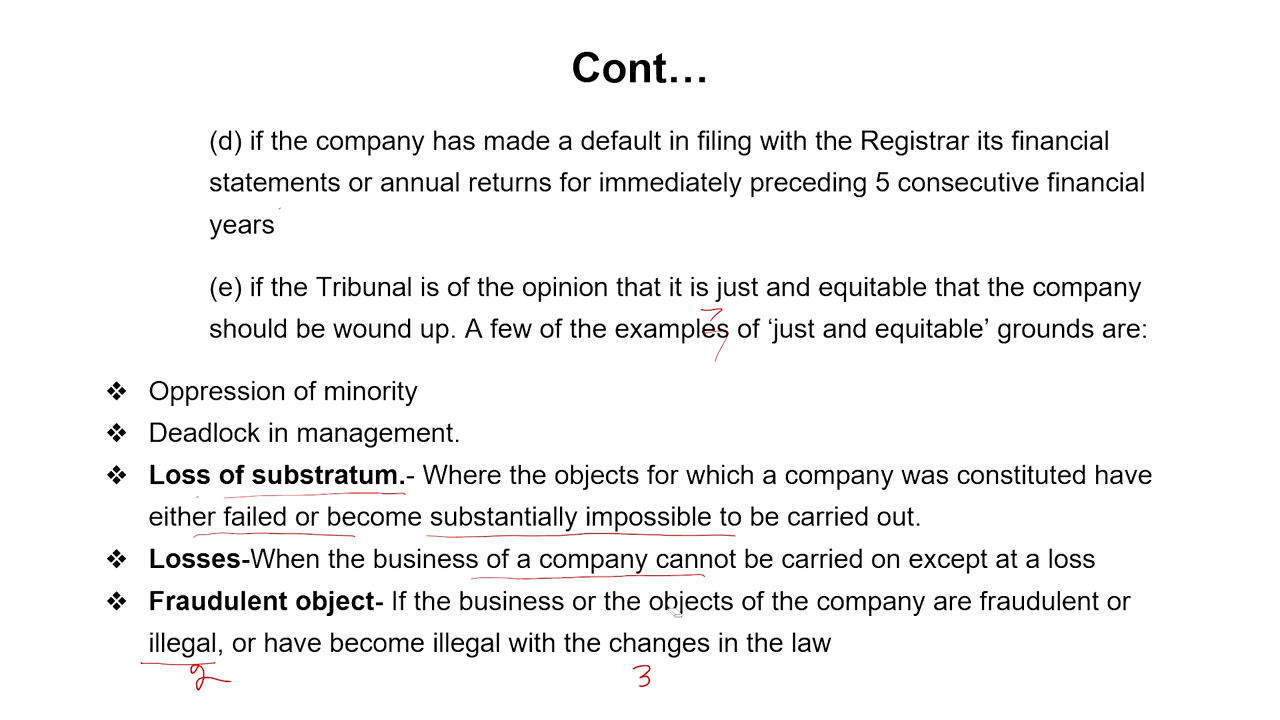 Cont…
(d) if the company has made a default in filing with the Registrar its financial
statements or annual returns for immediately preceding 5 consecutive financial
years
(e) if the Tribunal is of the opinion that it is just and equitable that the company
should be wound up. A few of the examples of ‘just and equitable’ grounds are:
❖ Oppression of minority
❖ Deadlock in management.
❖ Loss of substratum.- Where the objects for which a company was constituted have
either failed or become substantially impossible to be carried out.
❖ Losses-When the business of a company cannot be carried on except at a loss
❖ Fraudulent object- If the business or the objects of the company are fraudulent or
illegal, or have become illegal with the changes in the law
2 3